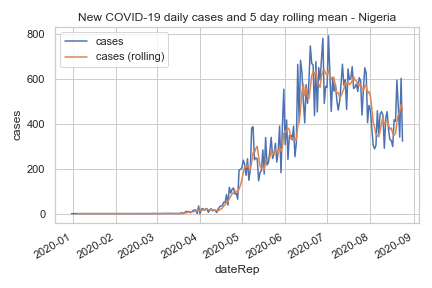 New COVID-19 daily cases and 5 day rolling mean - Nigeria
cases
cases (rolling)
800
600
400
200
0
cases
2020-01
2020-02
2020-03
2020-04
2020-05
2020-06
2020-07
2020-08
2020-09
dateRep